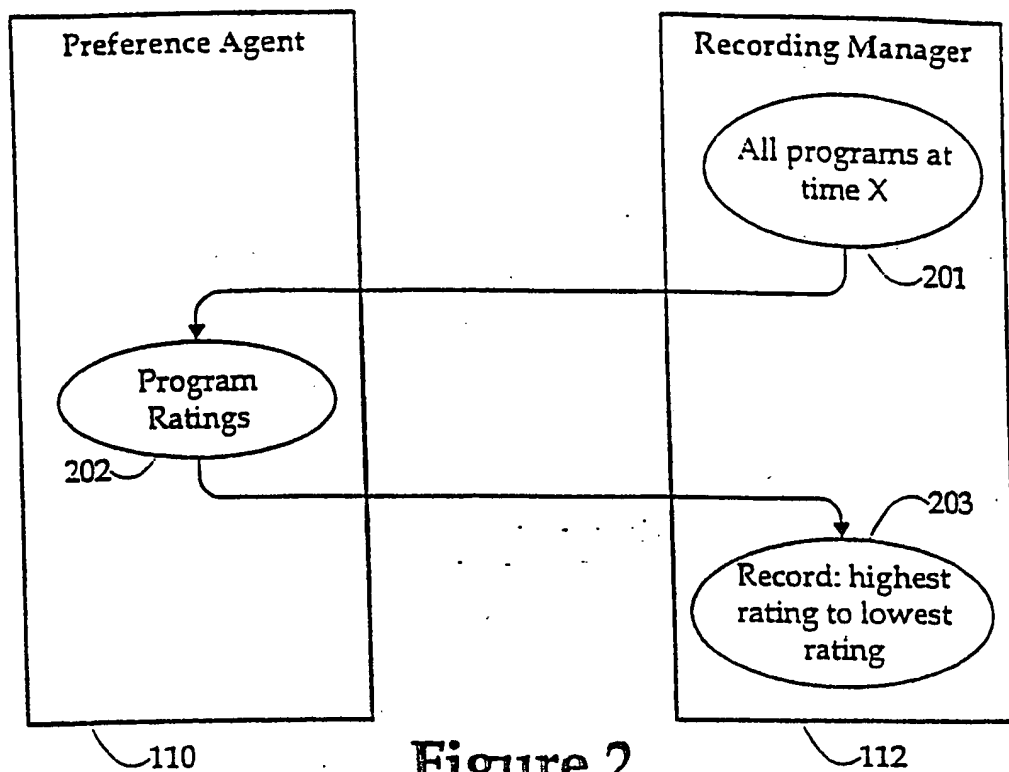 Preference Agent
Recording Manager
All programs at
time X
201
Program
Ratings
202
203
Record: highest
rating to lowest
rating
110
112
Figure 2